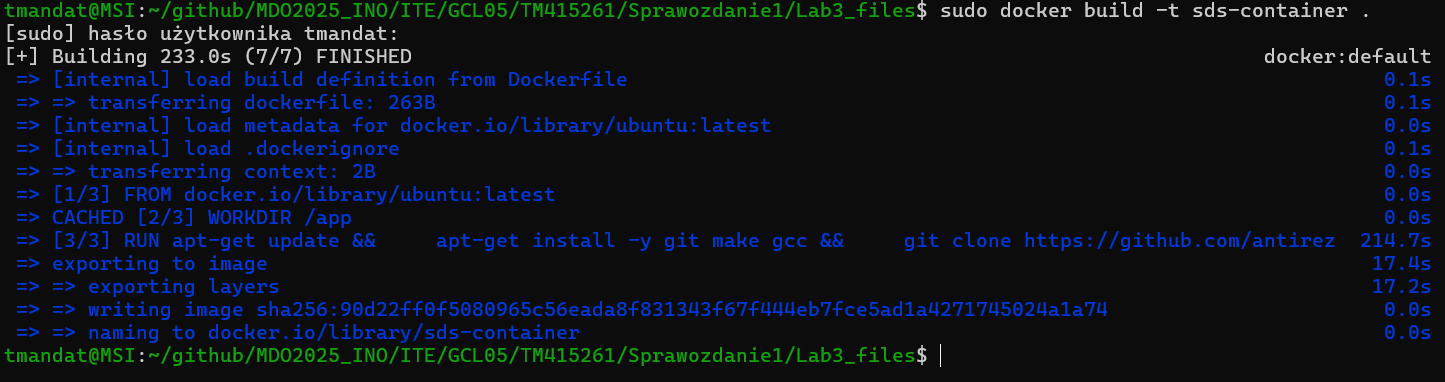 tmandat@MSI:~/github/MDO2025_INO/ITE/GCL05/TM415261/Sprawozdanie1/Lab3_files$ sudo docker build -t sds-container .
[sudo] hasło użytkownika tmandat:
[+] Building 233.0s (7/7) FINISHED docker:default
=> [internal] load build definition from Dockerfile 0.1s
=> => transferring dockerfile: 263B 0.1s
=> [internal] load metadata for docker.io/library/ubuntu:latest 0.0s
=> [internal] load .dockerignore 0.1s
=> => transferring context: 2B 0.0s
=> [1/3] FROM docker.io/library/ubuntu:latest 0.0s
=> CACHED [2/3] WORKDIR /app 0.0s
=> [3/3] RUN apt-get update && apt-get install -y git make gcc && git clone https://github.com/antirez 214.7s
=> exporting to image 17.4s
=> => exporting layers 17.2s
=> => writing image sha256:90d22ff0f5080965c56eada8f831343f67f444eb7fce5ad1a4271745024a1a74 0.0s
=> => naming to docker.io/library/sds-container 0.0s
tmandat@MSI:~/github/MDO2025_INO/ITE/GCL05/TM415261/Sprawozdanie1/Lab3_files$